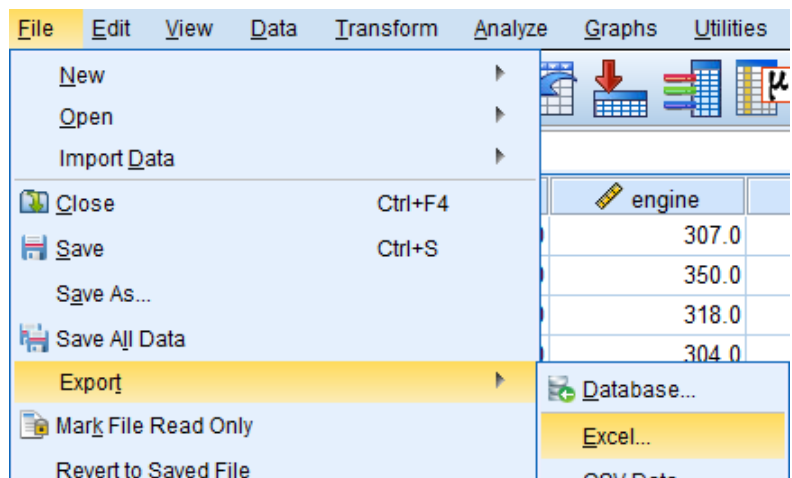 File Edit View Data Transform Analyze Graphs Utilities
New
Open
Import Data
Close Ctrl+F4
Save Ctrl+S
Save As...
Save All Data
Export
Mark File Read Only
Revert to Saved File
μ
engine
307.0
350.0
318.0
304.0
Database...
Excel...
CSV Data